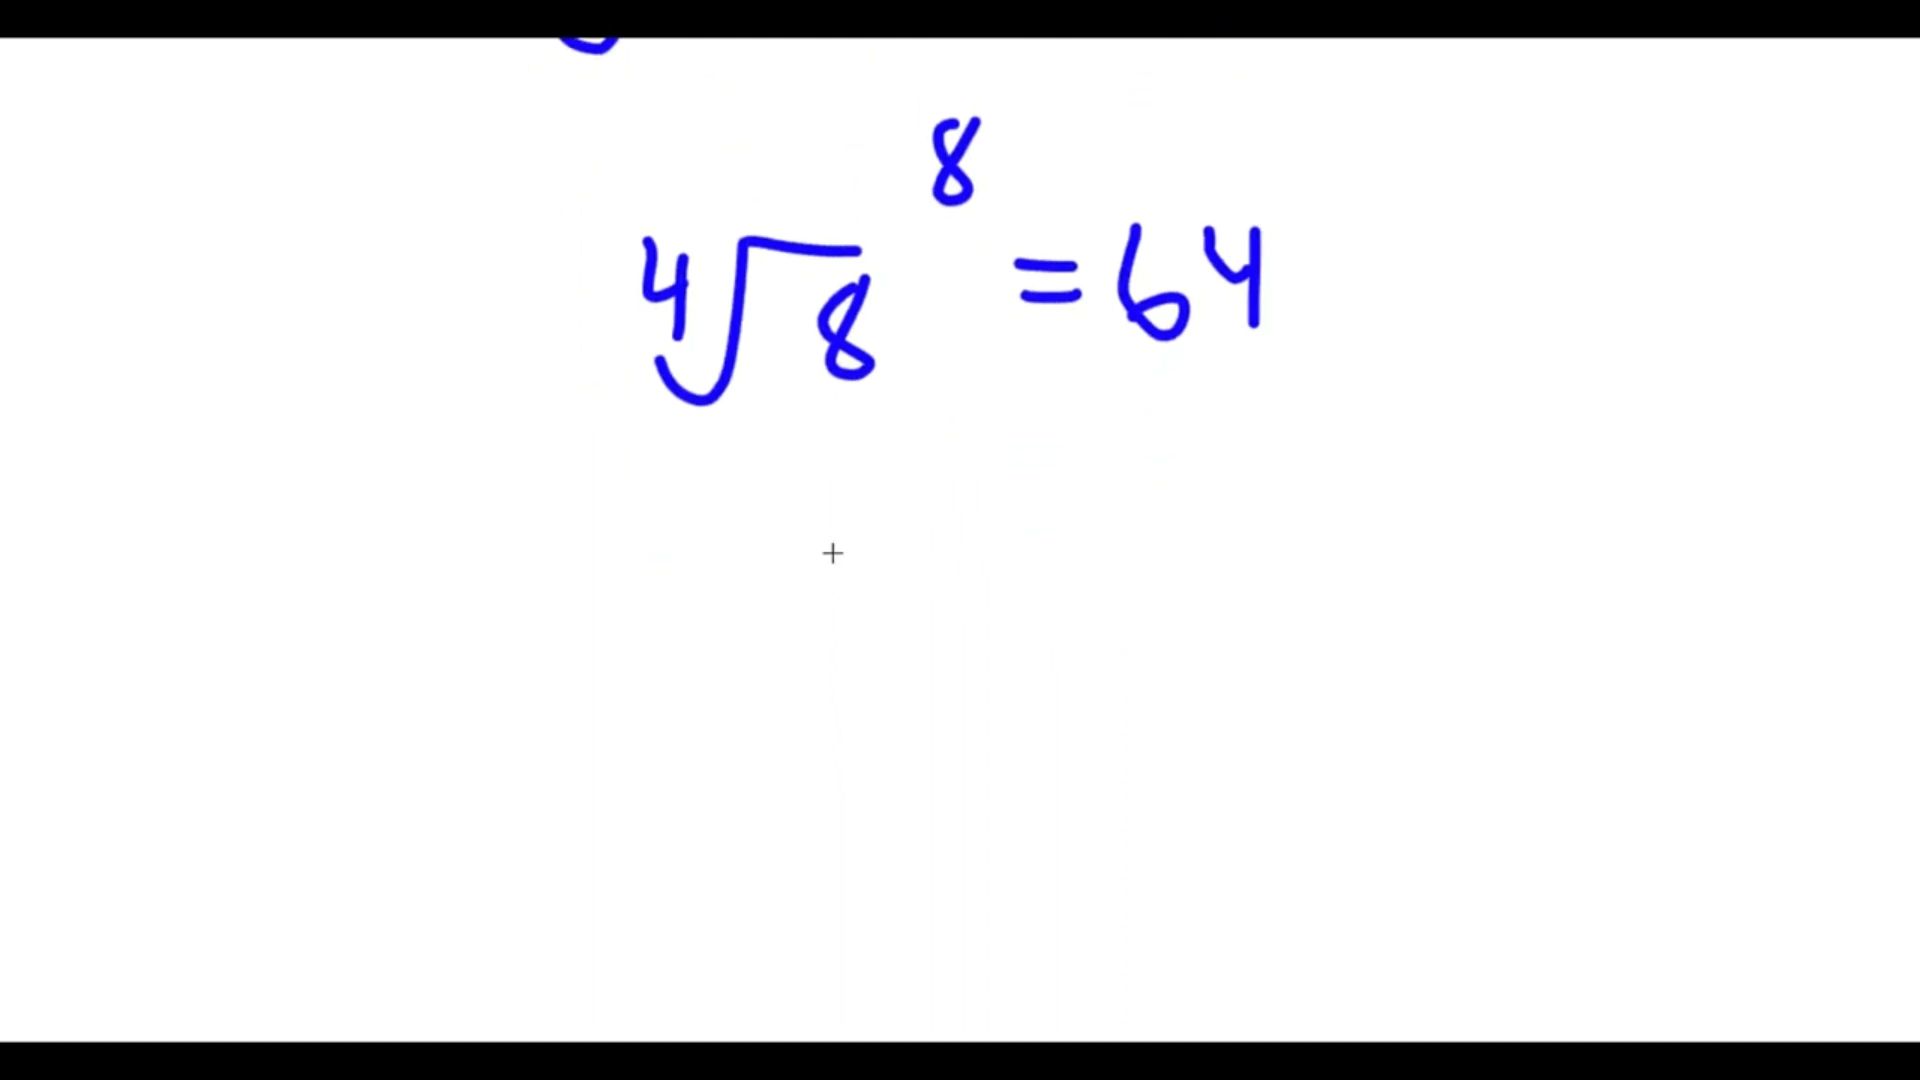 ⁴√8 ⁸ = 64